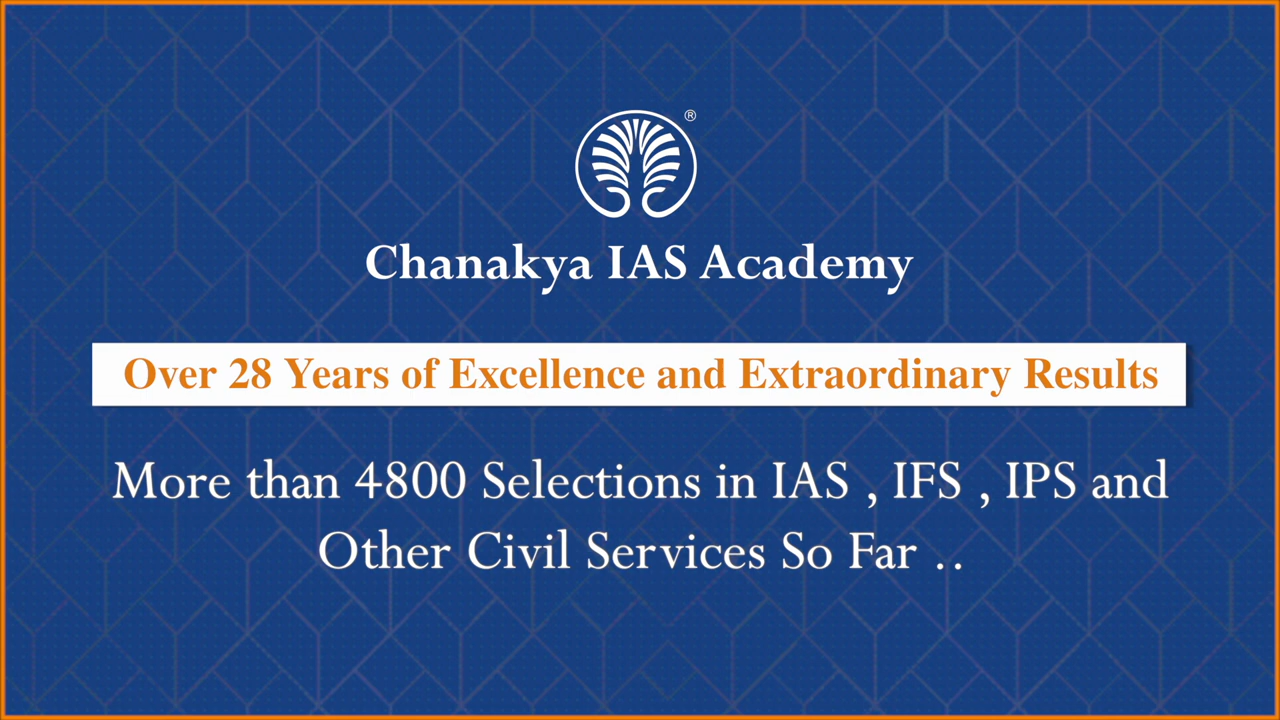 ®
Chanakya IAS Academy
Over 28 Years of Excellence and Extraordinary Results
More than 4800 Selections in IAS , IFS , IPS and
Other Civil Services So Far ..